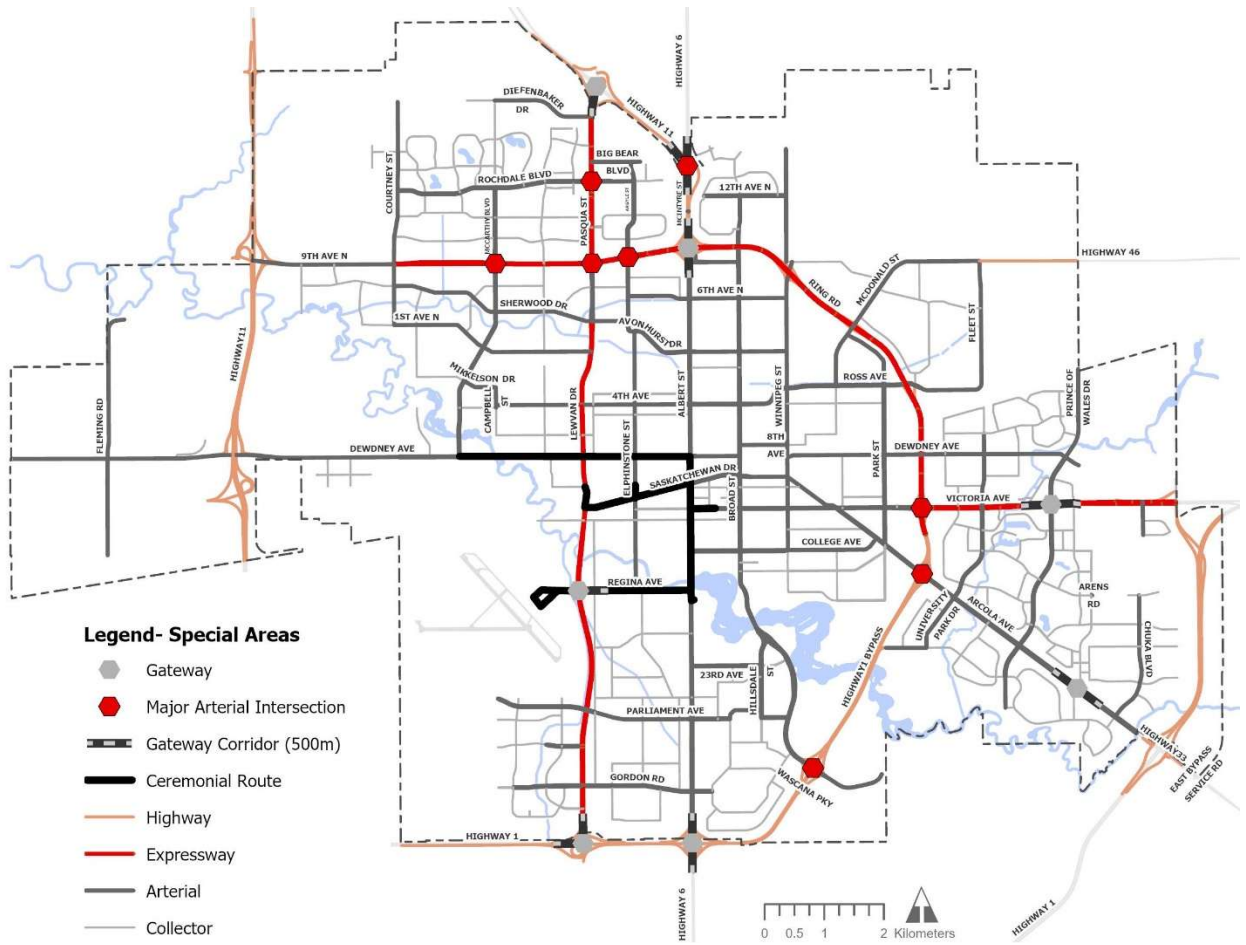 HIGHWAY 6
DIEFENBAKER
DR
HIGHWAY 11
BIG BEAR
BLVD
ROCHDALE BLVD
COURTNEY ST
MCCARTHY BLVD
PASQUA ST
ARGYLE ST
MCINTYRE ST
12TH AVE N
9TH AVE N
HIGHWAY 46
RING RD
MCDONALD ST
SHERWOOD DR
6TH AVE N
1ST AVE N
AVONHURST DR
FLEET ST
HIGHWAY11
MIKKELSON DR
ROSS AVE
PRINCE OF
WALES DR
CAMPBELL
ST
4TH AVE
LEWVAN DR
ALBERT ST
WINNIPEG ST
FLEMING RD
8TH
AVE
DEWDNEY AVE
DEWDNEY AVE
ELPHINSTONE ST
SASKATCHEWAN DR
PARK ST
BROAD ST
VICTORIA AVE
COLLEGE AVE
REGINA AVE
ARENS
RD
UNIVERSITY
PARK DR
ARCOLA AVE
CHUKA BLVD
HIGHWAY1 BYPASS
23RD AVE
HILLSDALE
ST
PARLIAMENT AVE
GORDON RD
WASCANA PKY
HIGHWAY33
EAST BYPASS
SERVICE RD
HIGHWAY 1
HIGHWAY 6
HIGHWAY 1
Legend- Special Areas
Gateway
Major Arterial Intersection
Gateway Corridor (500m)
Ceremonial Route
Highway
Expressway
Arterial
Collector
0 0.5 1 2 Kilometers